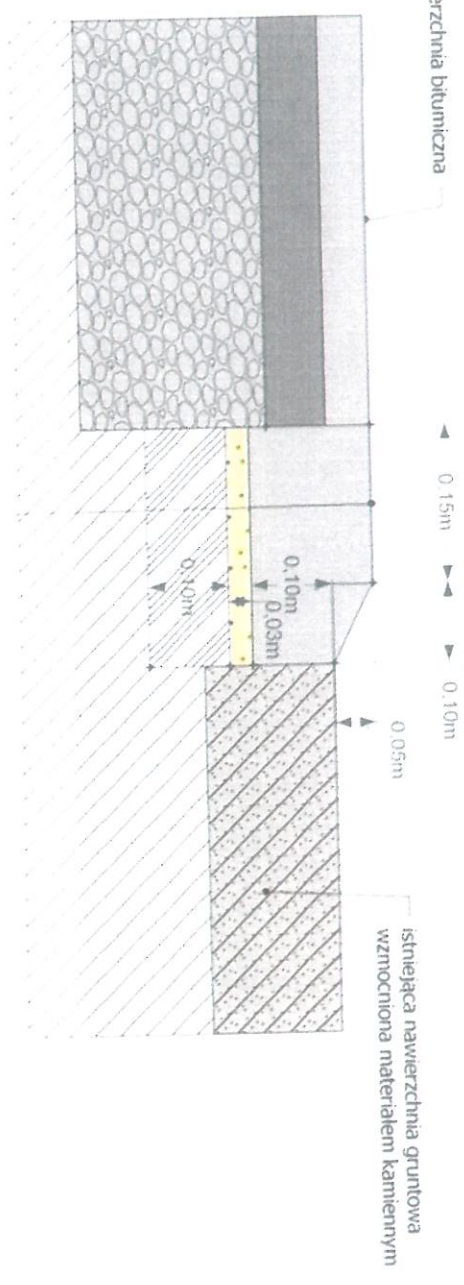 erzchnia bitumiczna
0.15m
0.10m
0.05m
0.10m
0.03m
0.10m
istniejąca nawierzchnia gruntowa
wzmocniona materiałem kamiennym